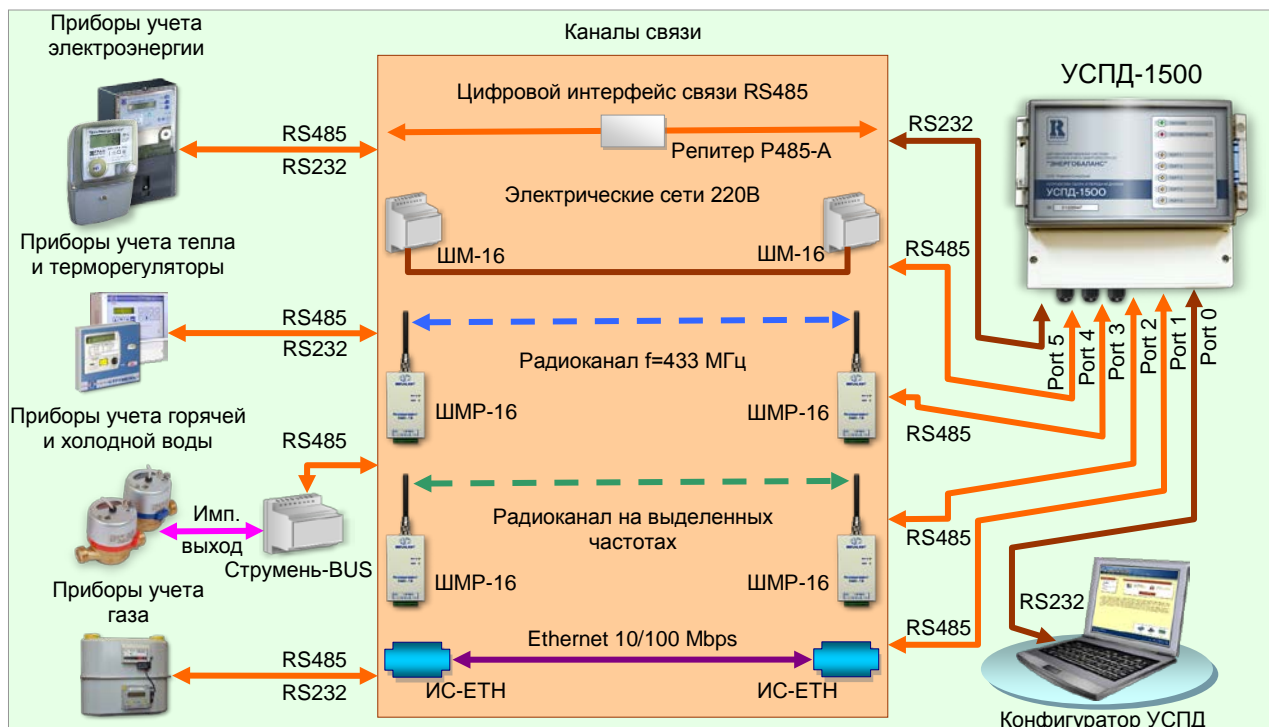 Приборы учета
электроэнергии
RS485
RS232
Приборы учета тепла
и терморегуляторы
RS485
RS232
Приборы учета горячей
и холодной воды
RS485
Имп.
выход
Струмень-BUS
Приборы учета
газа
RS485
RS232
Каналы связи
Цифровой интерфейс связи RS485
Репитер Р485-А
Электрические сети 220В
ШМ-16
ШМ-16
Радиоканал f=433 МГц
ШМР-16
ШМР-16
Радиоканал на выделенных
частотах
ШМР-16
ШМР-16
Ethernet 10/100 Mbps
ИС-ETH
ИС-ETH
УСПД-1500
"ЭНЕРГОБАЛАНС"
УСПД-1500
RS232
RS485
RS485
RS485
RS485
Port 5
Port 4
Port 3
Port 2
Port 1
Port 0
RS232
Конфигуратор УСПД